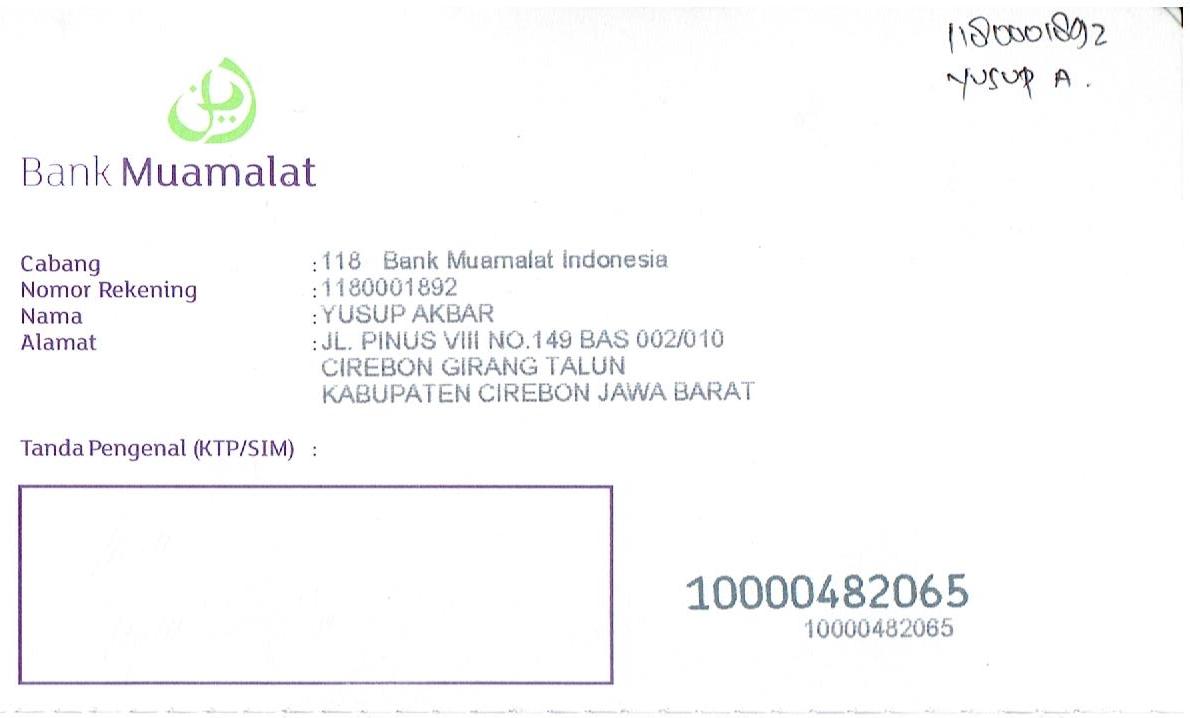 1180001892
YUSUP A.
Bank Muamalat
Cabang :118 Bank Muamalat Indonesia
Nomor Rekening :1180001892
Nama :YUSUP AKBAR
Alamat :JL. PINUS VIII NO.149 BAS 002/010
CIREBON GIRANG TALUN
KABUPATEN CIREBON JAWA BARAT
Tanda Pengenal (KTP/SIM) :
10000482065
10000482065